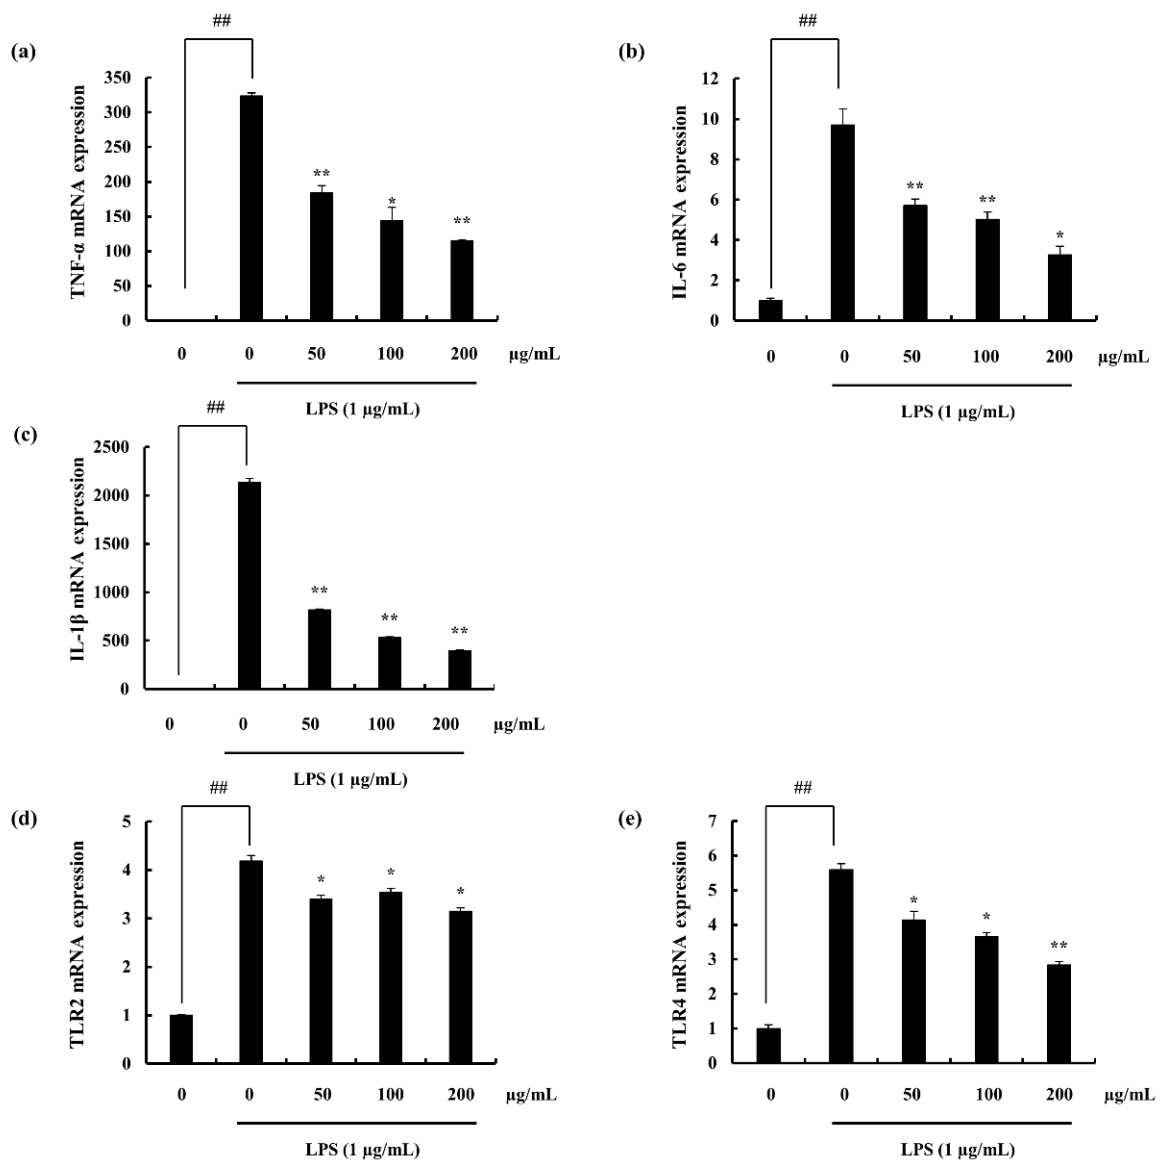 ##
(a)
TNF-α mRNA expression
350
300
250
200
150
100
50
0
**
*
**
0 0 50 100 200 µg/mL
LPS (1 µg/mL)
##
(b)
IL-6 mRNA expression
12
10
8
6
4
2
0
**
**
*
0 0 50 100 200 µg/mL
LPS (1 µg/mL)
##
(c)
IL-1β mRNA expression
2500
2000
1500
1000
500
0
**
**
**
0 0 50 100 200 µg/mL
LPS (1 µg/mL)
##
(d)
TLR2 mRNA expression
5
4
3
2
1
0
*
*
*
0 0 50 100 200 µg/mL
LPS (1 µg/mL)
##
(e)
TLR4 mRNA expression
7
6
5
4
3
2
1
0
*
*
**
0 0 50 100 200 µg/mL
LPS (1 µg/mL)